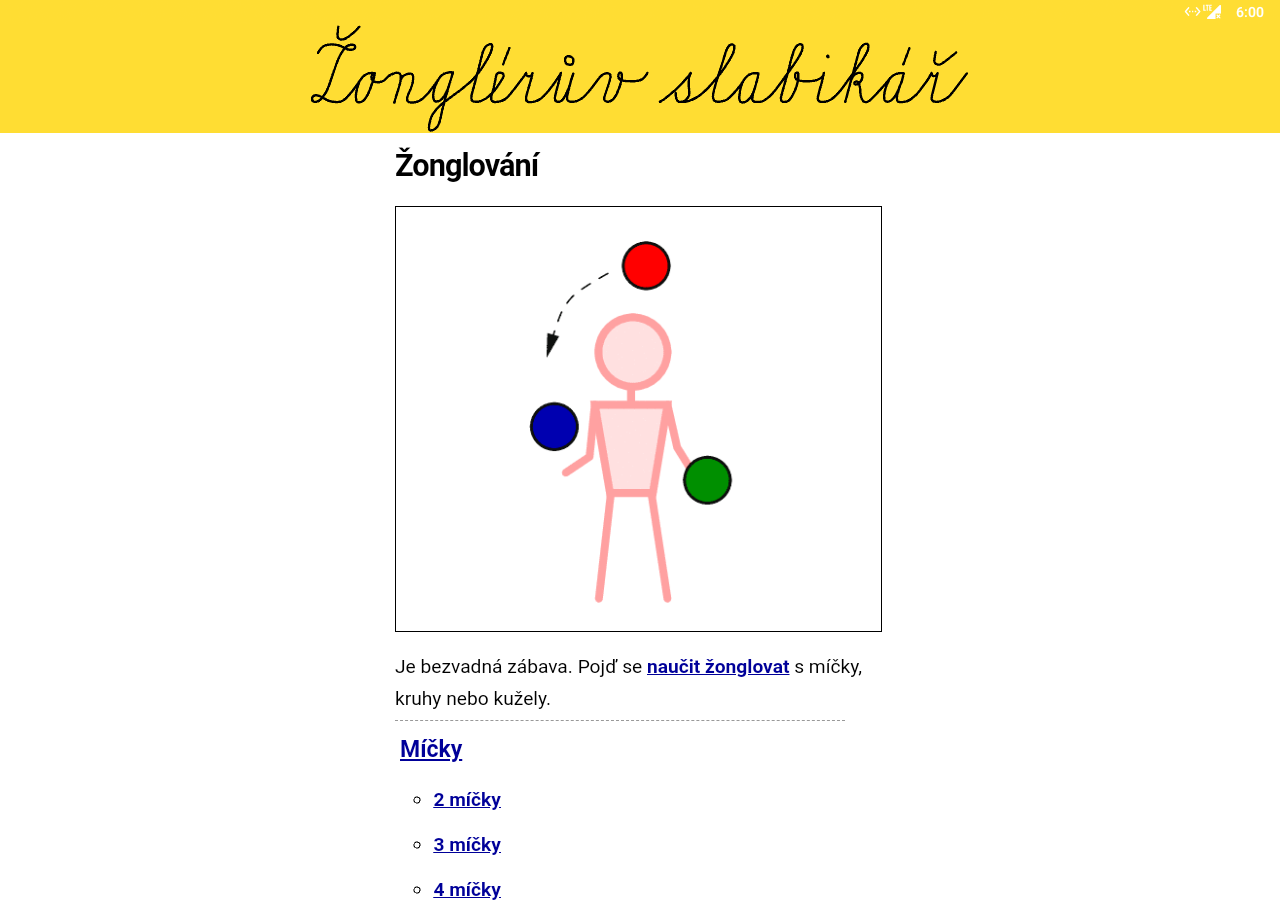 6:00
Žonglérův slabikář
Žonglování
Je bezvadná zábava. Pojď se naučit žonglovat s míčky,
kruhy nebo kužely.
Míčky
2 míčky
3 míčky
4 míčky